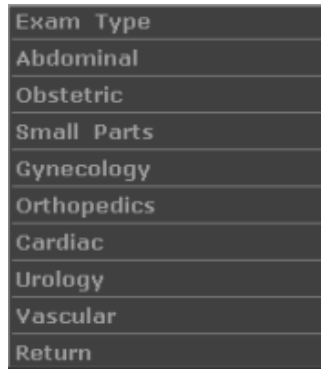 Exam Type
Abdominal
Obstetric
Small Parts
Gynecology
Orthopedics
Cardiac
Urology
Vascular
Return